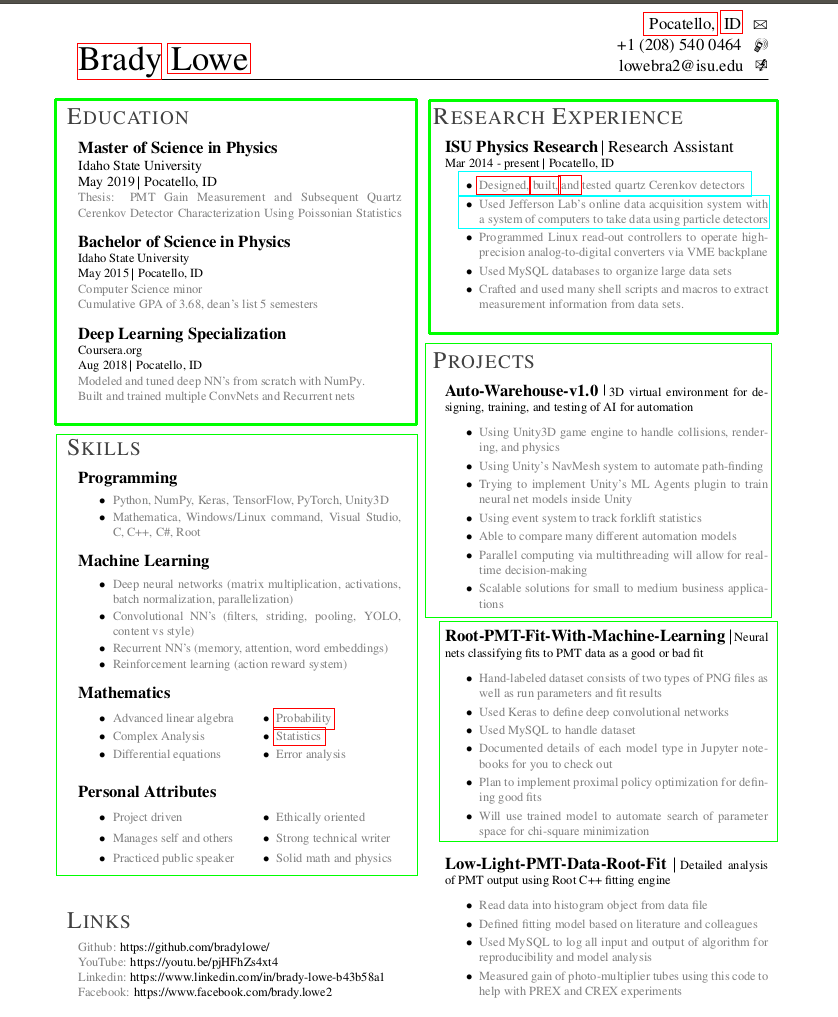 Brady Lowe
Pocatello, ID
+1 (208) 540 0464
lowebra2@isu.edu
EDUCATION
Master of Science in Physics
Idaho State University
May 2019 | Pocatello, ID
Thesis: PMT Gain Measurement and Subsequent Quartz
Cerenkov Detector Characterization Using Poissonian Statistics
Bachelor of Science in Physics
Idaho State University
May 2015 | Pocatello, ID
Computer Science minor
Cumulative GPA of 3.68, dean's list 5 semesters
Deep Learning Specialization
Coursera.org
Aug 2018 | Pocatello, ID
Modeled and tuned deep NN's from scratch with NumPy.
Built and trained multiple ConvNets and Recurrent nets
SKILLS
Programming
• Python, NumPy, Keras, TensorFlow, PyTorch, Unity3D
• Mathematica, Windows/Linux command, Visual Studio,
C, C++, C#, Root
Machine Learning
• Deep neural networks (matrix multiplication, activations,
batch normalization, parallelization)
• Convolutional NN's (filters, striding, pooling, YOLO,
content vs style)
• Recurrent NN's (memory, attention, word embeddings)
• Reinforcement learning (action reward system)
Mathematics
• Advanced linear algebra • Probability
• Complex Analysis • Statistics
• Differential equations • Error analysis
Personal Attributes
• Project driven • Ethically oriented
• Manages self and others • Strong technical writer
• Practiced public speaker • Solid math and physics
LINKS
Github: https://github.com/bradylowe/
YouTube: https://youtu.be/pjHFhZs4xt4
Linkedin: https://www.linkedin.com/in/brady-lowe-b43b58a1
Facebook: https://www.facebook.com/brady.lowe2
RESEARCH EXPERIENCE
ISU Physics Research | Research Assistant
Mar 2014 - present | Pocatello, ID
• Designed, built, and tested quartz Cerenkov detectors
• Used Jefferson Lab's online data acquisition system with
a system of computers to take data using particle detectors
• Programmed Linux read-out controllers to operate high-
precision analog-to-digital converters via VME backplane
• Used MySQL databases to organize large data sets
• Crafted and used many shell scripts and macros to extract
measurement information from data sets.
PROJECTS
Auto-Warehouse-v1.0 | 3D virtual environment for de-
signing, training, and testing of AI for automation
• Using Unity3D game engine to handle collisions, render-
ing, and physics
• Using Unity's NavMesh system to automate path-finding
• Trying to implement Unity's ML Agents plugin to train
neural net models inside Unity
• Using event system to track forklift statistics
• Able to compare many different automation models
• Parallel computing via multithreading will allow for real-
time decision-making
• Scalable solutions for small to medium business applica-
tions
Root-PMT-Fit-With-Machine-Learning | Neural
nets classifying fits to PMT data as a good or bad fit
• Hand-labeled dataset consists of two types of PNG files as
well as run parameters and fit results
• Used Keras to define deep convolutional networks
• Used MySQL to handle dataset
• Documented details of each model type in Jupyter note-
books for you to check out
• Plan to implement proximal policy optimization for defin-
ing good fits
• Will use trained model to automate search of parameter
space for chi-square minimization
Low-Light-PMT-Data-Root-Fit | Detailed analysis
of PMT output using Root C++ fitting engine
• Read data into histogram object from data file
• Defined fitting model based on literature and colleagues
• Used MySQL to log all input and output of algorithm for
reproducibility and model analysis
• Measured gain of photo-multiplier tubes using this code to
help with PREX and CREX experiments